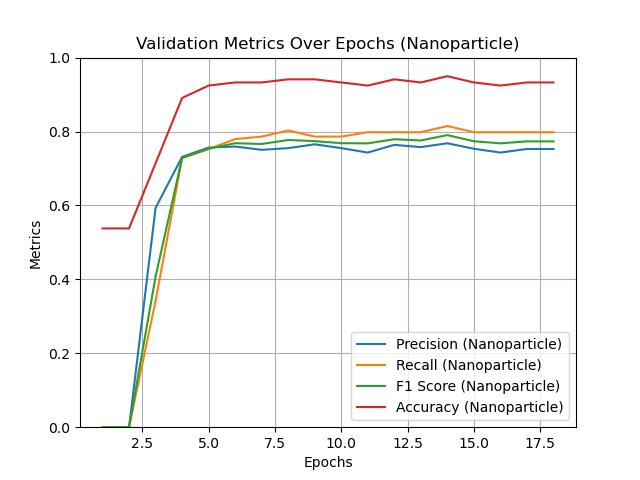 Validation Metrics Over Epochs (Nanoparticle)
1.0
0.8
0.6
0.4
0.2
0.0
Metrics
2.5 5.0 7.5 10.0 12.5 15.0 17.5
Epochs
Precision (Nanoparticle)
Recall (Nanoparticle)
F1 Score (Nanoparticle)
Accuracy (Nanoparticle)